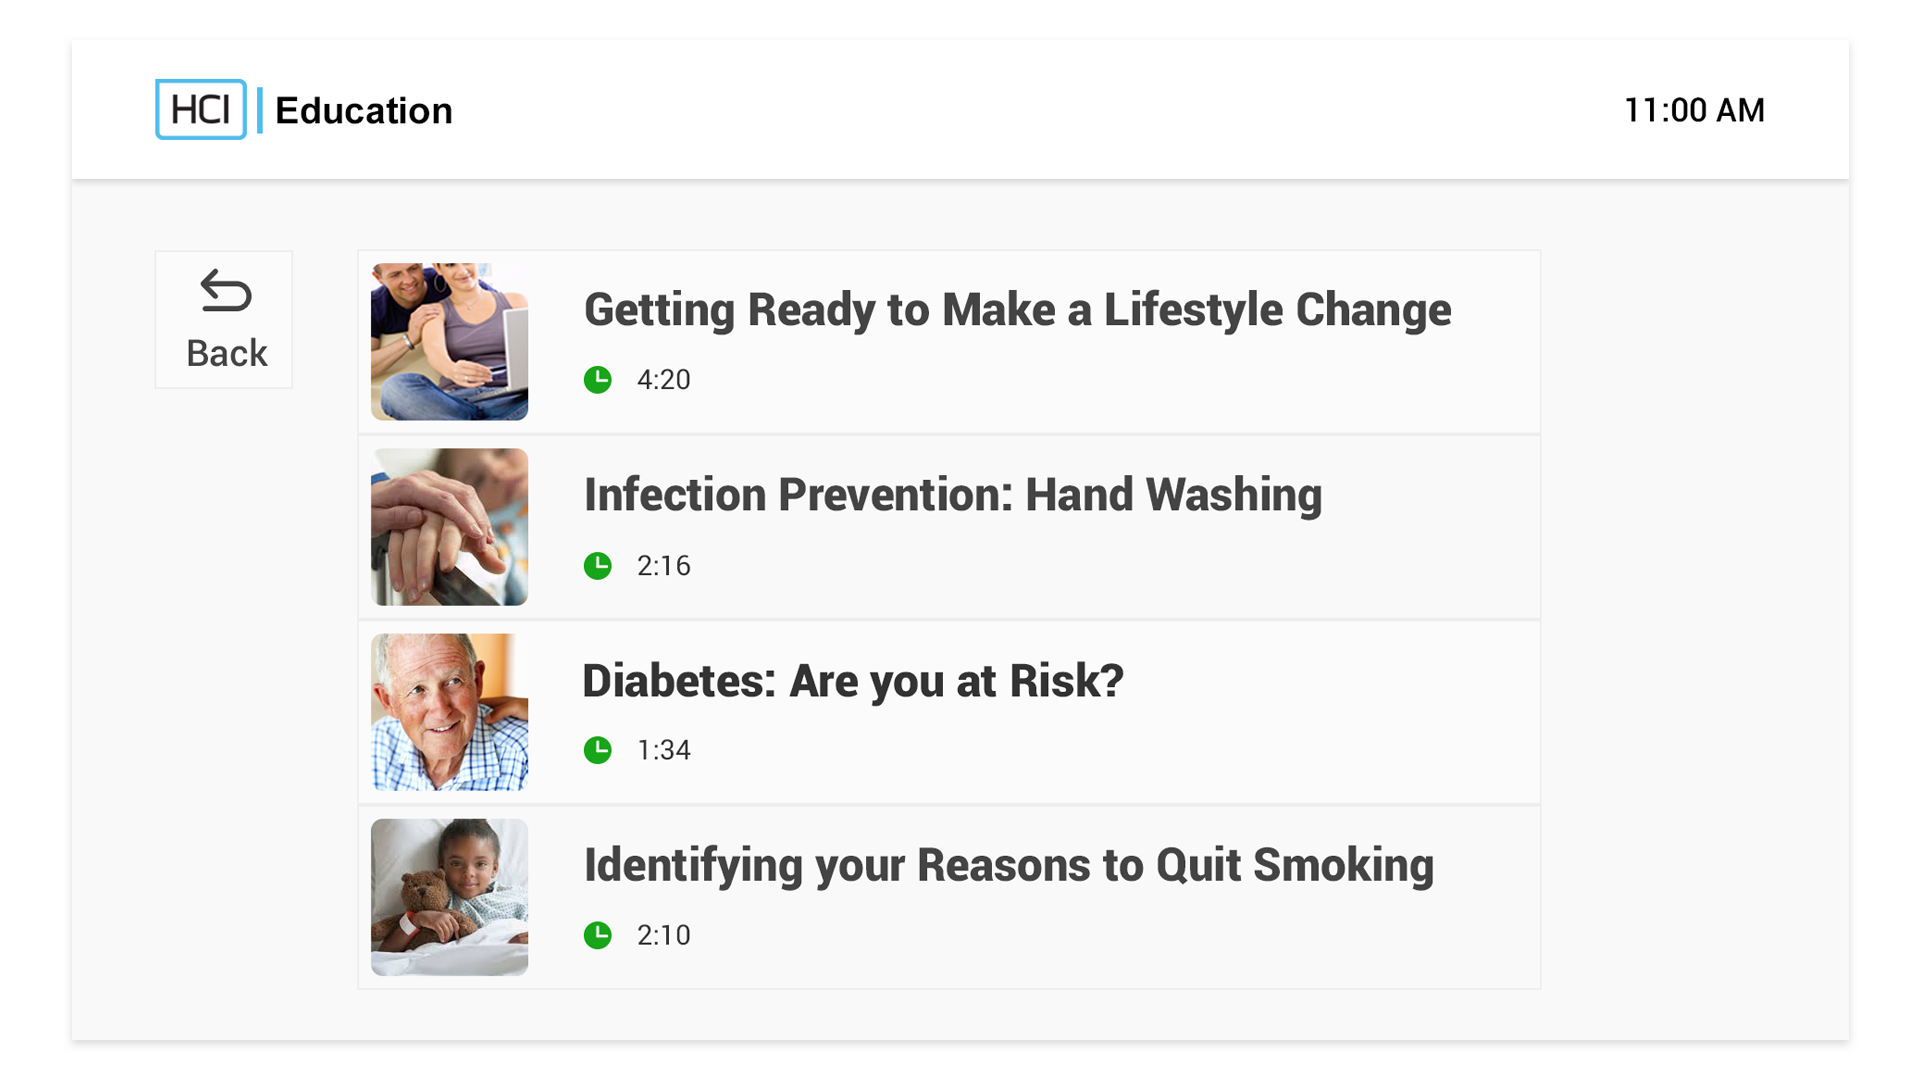 HCI Education
11:00 AM
Back
Getting Ready to Make a Lifestyle Change
4:20
Infection Prevention: Hand Washing
2:16
Diabetes: Are you at Risk?
1:34
Identifying your Reasons to Quit Smoking
2:10